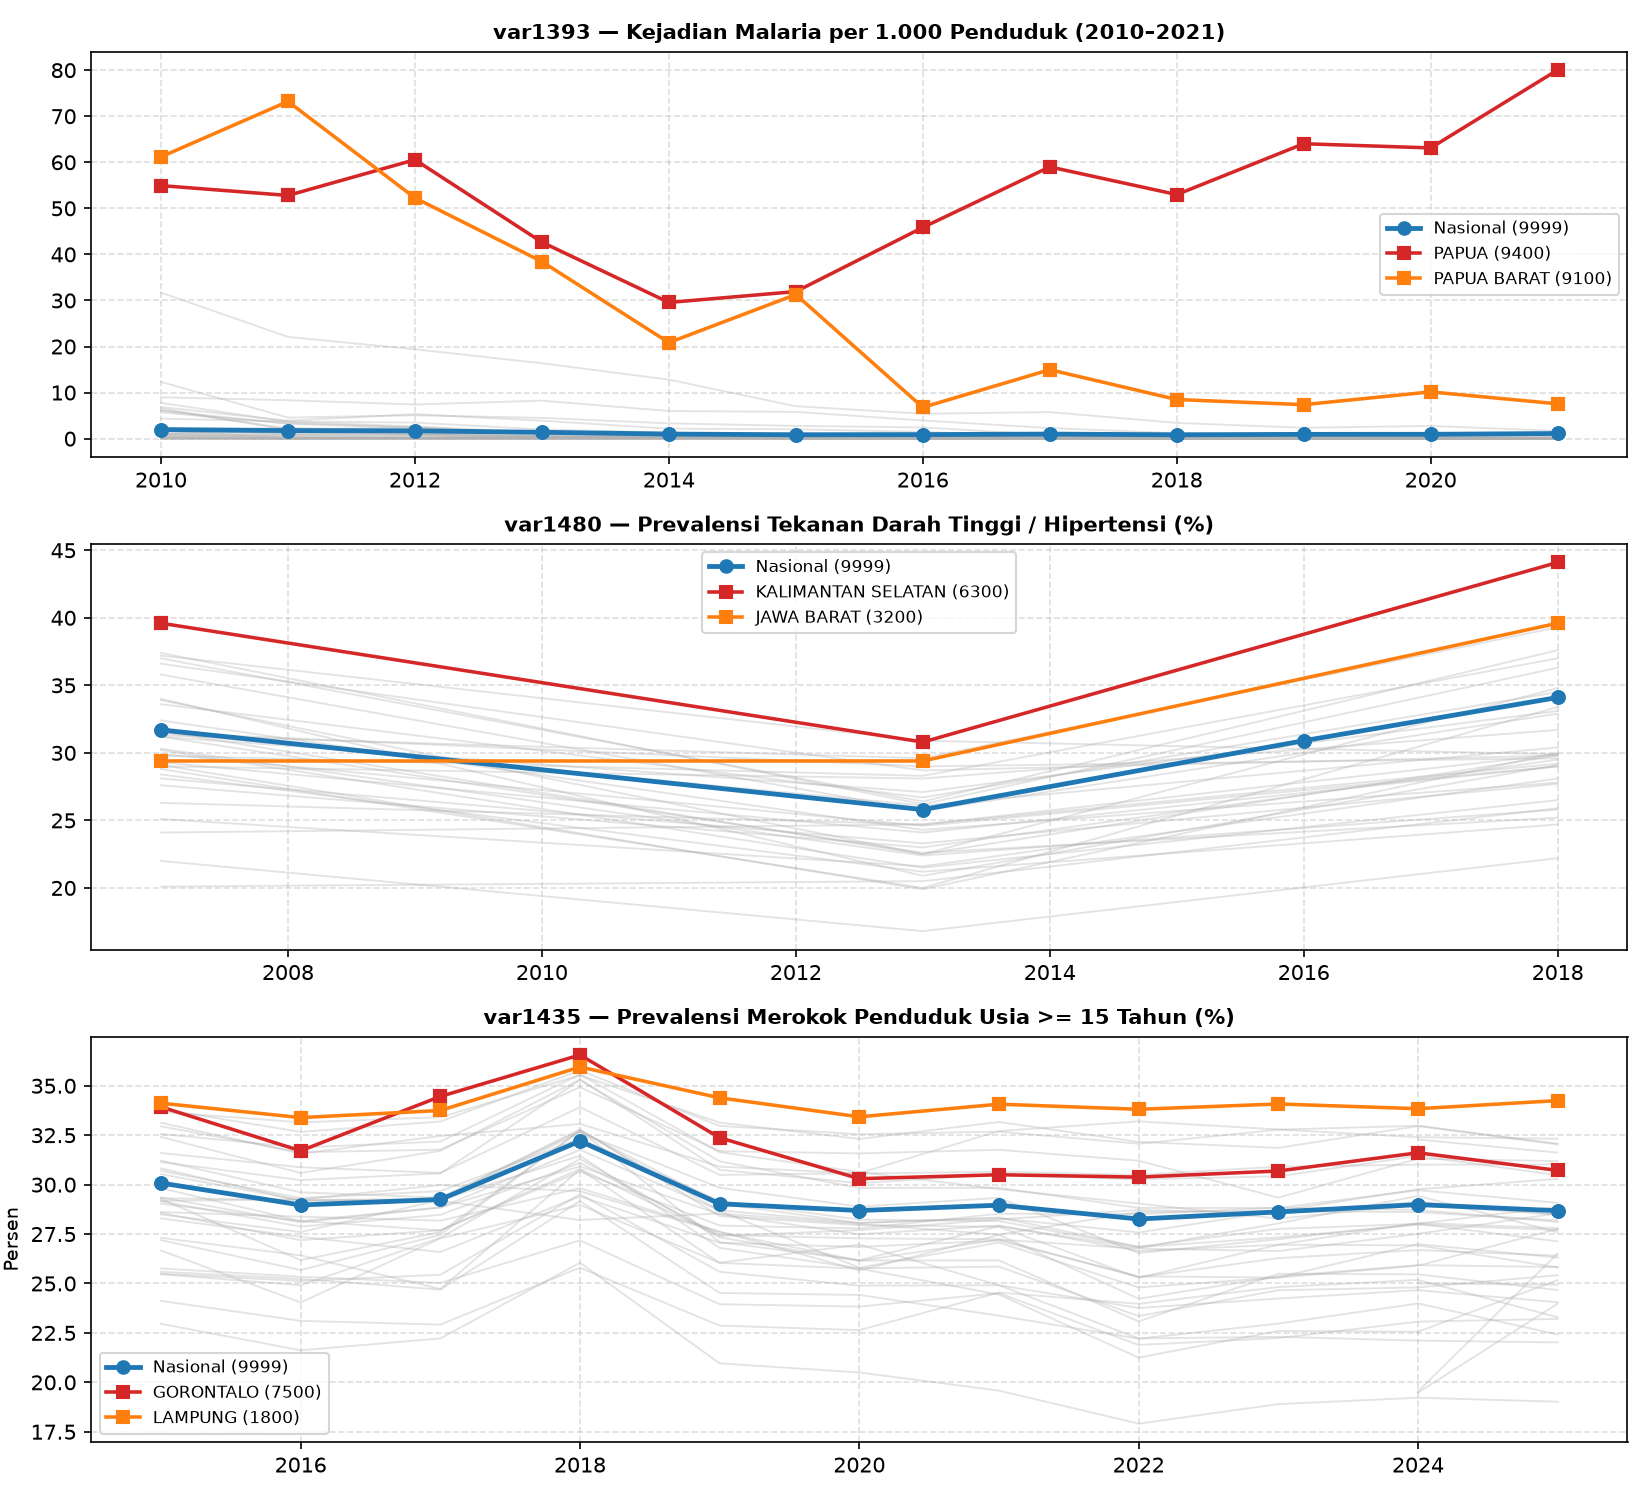 var1393 — Kejadian Malaria per 1.000 Penduduk (2010–2021)
80
70
60
50
40
30
20
10
0
Nasional (9999)
PAPUA (9400)
PAPUA BARAT (9100)
2010 2012 2014 2016 2018 2020
var1480 — Prevalensi Tekanan Darah Tinggi / Hipertensi (%)
45
40
35
30
25
20
Nasional (9999)
KALIMANTAN SELATAN (6300)
JAWA BARAT (3200)
2008 2010 2012 2014 2016 2018
var1435 — Prevalensi Merokok Penduduk Usia >= 15 Tahun (%)
Persen
35.0
32.5
30.0
27.5
25.0
22.5
20.0
17.5
Nasional (9999)
GORONTALO (7500)
LAMPUNG (1800)
2016 2018 2020 2022 2024